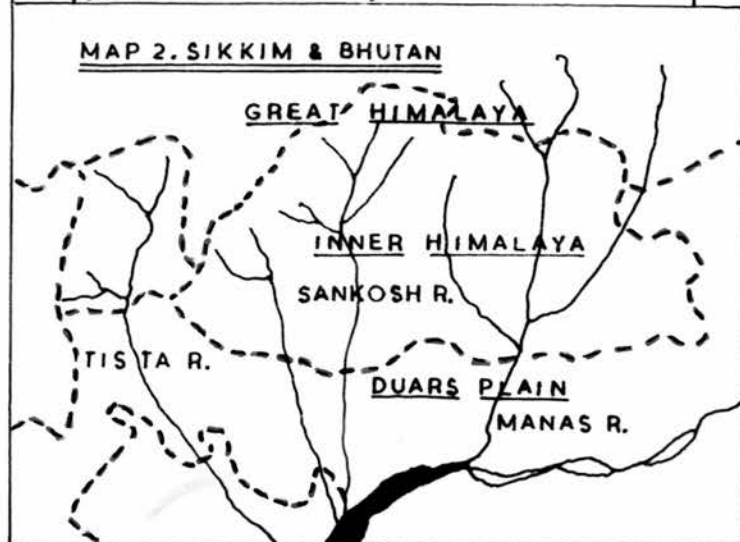 MAP 2. SIKKIM & BHUTAN
GREAT HIMALAYA
INNER HIMALAYA
SANKOSH R.
TISTA R.
DUARS PLAIN
MANAS R.